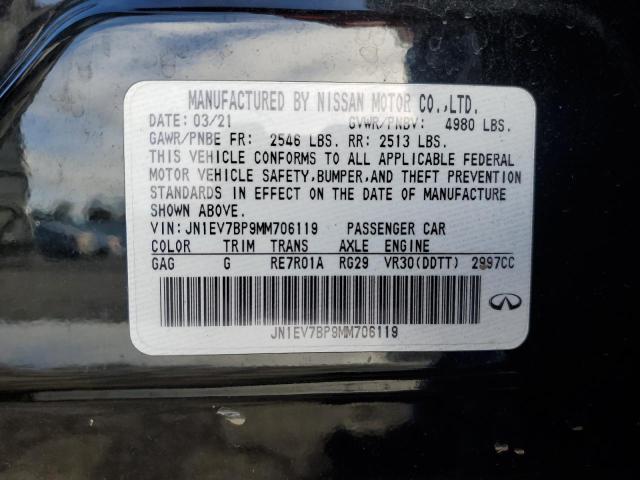 MANUFACTURED BY NISSAN MOTOR CO.,LTD.
DATE: 03/21 GVWR/PNBV: 4980 LBS.
GAWR/PNBE FR: 2546 LBS. RR: 2513 LBS.
THIS VEHICLE CONFORMS TO ALL APPLICABLE FEDERAL
MOTOR VEHICLE SAFETY,BUMPER,AND THEFT PREVENTION
STANDARDS IN EFFECT ON THE DATE OF MANUFACTURE
SHOWN ABOVE.
VIN:JN1EV7BP9MM706119 PASSENGER CAR
COLOR TRIM TRANS AXLE ENGINE
GAG G RE7R01A RG29 VR30(DDTT) 2997CC
JN1EV7BP9MM706119